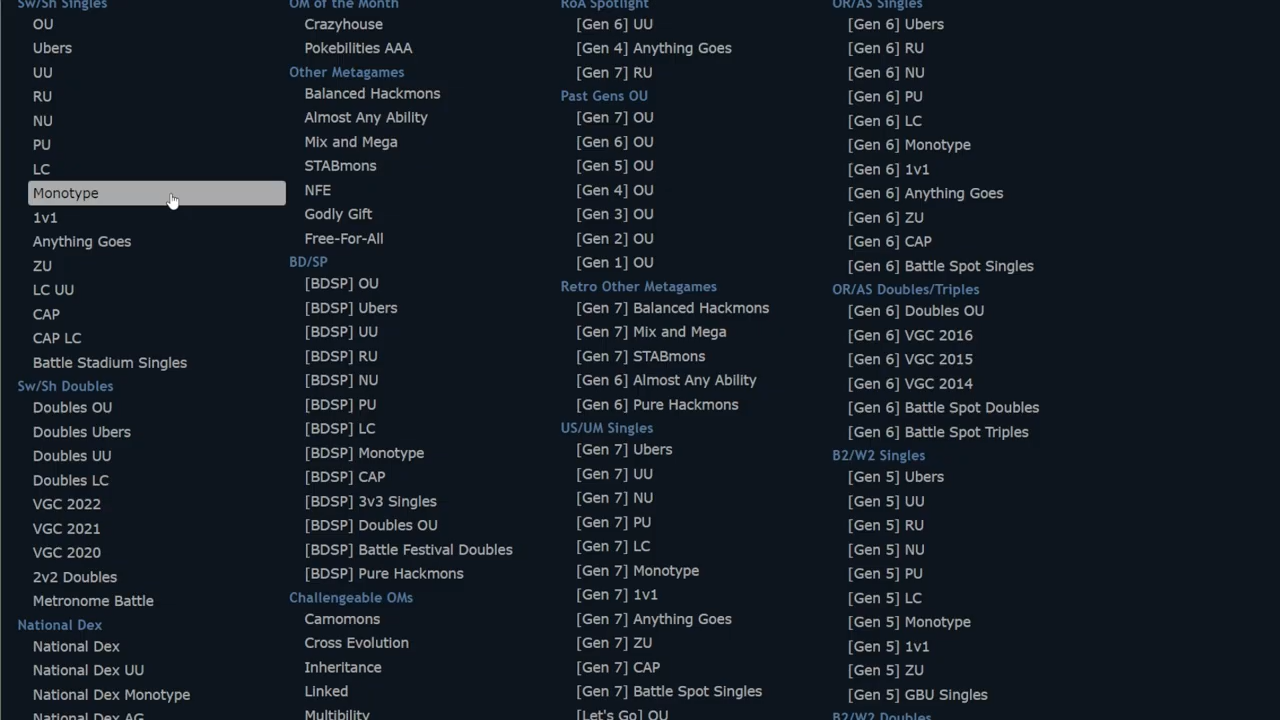 Sw/Sh Singles
OU
Ubers
UU
RU
NU
PU
LC
Monotype
1v1
Anything Goes
ZU
LC UU
CAP
CAP LC
Battle Stadium Singles
Sw/Sh Doubles
Doubles OU
Doubles Ubers
Doubles UU
Doubles LC
VGC 2022
VGC 2021
VGC 2020
2v2 Doubles
Metronome Battle
National Dex
National Dex
National Dex UU
National Dex Monotype
National Dex AG
OM of the Month
Crazyhouse
Pokebilities AAA
Other Metagames
Balanced Hackmons
Almost Any Ability
Mix and Mega
STABmons
NFE
Godly Gift
Free-For-All
BD/SP
[BDSP] OU
[BDSP] Ubers
[BDSP] UU
[BDSP] RU
[BDSP] NU
[BDSP] PU
[BDSP] LC
[BDSP] Monotype
[BDSP] CAP
[BDSP] 3v3 Singles
[BDSP] Doubles OU
[BDSP] Battle Festival Doubles
[BDSP] Pure Hackmons
Challengeable OMs
Camomons
Cross Evolution
Inheritance
Linked
Multibility
RoA Spotlight
[Gen 6] UU
[Gen 4] Anything Goes
[Gen 7] RU
Past Gens OU
[Gen 7] OU
[Gen 6] OU
[Gen 5] OU
[Gen 4] OU
[Gen 3] OU
[Gen 2] OU
[Gen 1] OU
Retro Other Metagames
[Gen 7] Balanced Hackmons
[Gen 7] Mix and Mega
[Gen 7] STABmons
[Gen 6] Almost Any Ability
[Gen 6] Pure Hackmons
US/UM Singles
[Gen 7] Ubers
[Gen 7] UU
[Gen 7] NU
[Gen 7] PU
[Gen 7] LC
[Gen 7] Monotype
[Gen 7] 1v1
[Gen 7] Anything Goes
[Gen 7] ZU
[Gen 7] CAP
[Gen 7] Battle Spot Singles
[Let's Go] OU
OR/AS Singles
[Gen 6] Ubers
[Gen 6] RU
[Gen 6] NU
[Gen 6] PU
[Gen 6] LC
[Gen 6] Monotype
[Gen 6] 1v1
[Gen 6] Anything Goes
[Gen 6] ZU
[Gen 6] CAP
[Gen 6] Battle Spot Singles
OR/AS Doubles/Triples
[Gen 6] Doubles OU
[Gen 6] VGC 2016
[Gen 6] VGC 2015
[Gen 6] VGC 2014
[Gen 6] Battle Spot Doubles
[Gen 6] Battle Spot Triples
B2/W2 Singles
[Gen 5] Ubers
[Gen 5] UU
[Gen 5] RU
[Gen 5] NU
[Gen 5] PU
[Gen 5] LC
[Gen 5] Monotype
[Gen 5] 1v1
[Gen 5] ZU
[Gen 5] GBU Singles
B2/W2 Doubles